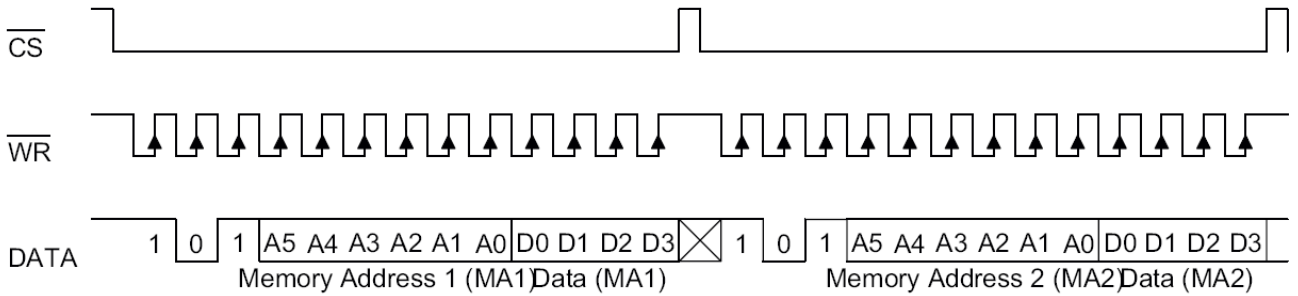 CS
WR
DATA 1 0 1 A5 A4 A3 A2 A1 A0 D0 D1 D2 D3 1 0 1 A5 A4 A3 A2 A1 A0 D0 D1 D2 D3
Memory Address 1 (MA1)Data (MA1) Memory Address 2 (MA2)Data (MA2)